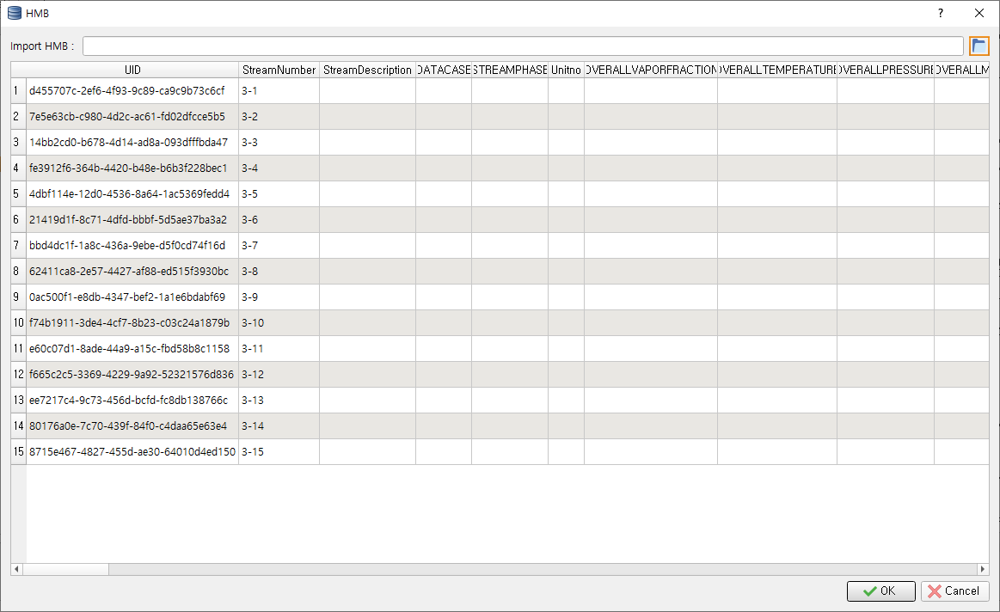 HMB ?
Import HMB :
UID StreamNumber StreamDescription DATACASE STREAMPHASE Unitno OVERALLVAPORFRACTION OVERALLTEMPERATURE OVERALLPRESSURE OVERALLM
1 d455707c-2ef6-4f93-9c89-ca9c9b73c6cf 3-1
2 7e5e63cb-c980-4d2c-ac61-fd02dfcce5b5 3-2
3 14bb2cd0-b678-4d14-ad8a-093dfffbda47 3-3
4 fe3912f6-364b-4420-b48e-b6b3f228bec1 3-4
5 4dbf114e-12d0-4536-8a64-1ac5369fedd4 3-5
6 21419d1f-8c71-4dfd-bbbf-5d5ae37ba3a2 3-6
7 bbd4dc1f-1a8c-436a-9ebe-d5f0cd74f16d 3-7
8 62411ca8-2e57-4427-af88-ed515f3930bc 3-8
9 0ac500f1-e8db-4347-bef2-1a1e6bdabf69 3-9
10 f74b1911-3de4-4cf7-8b23-c03c24a1879b 3-10
11 e60c07d1-8ade-44a9-a15c-fbd58b8c1158 3-11
12 f665c2c5-3369-4229-9a92-52321576d836 3-12
13 ee7217c4-9c73-456d-bcfd-fc8db138766c 3-13
14 80176a0e-7c70-439f-84f0-c4daa65e63e4 3-14
15 8715e467-4827-455d-ae30-64010d4ed150 3-15
OK Cancel